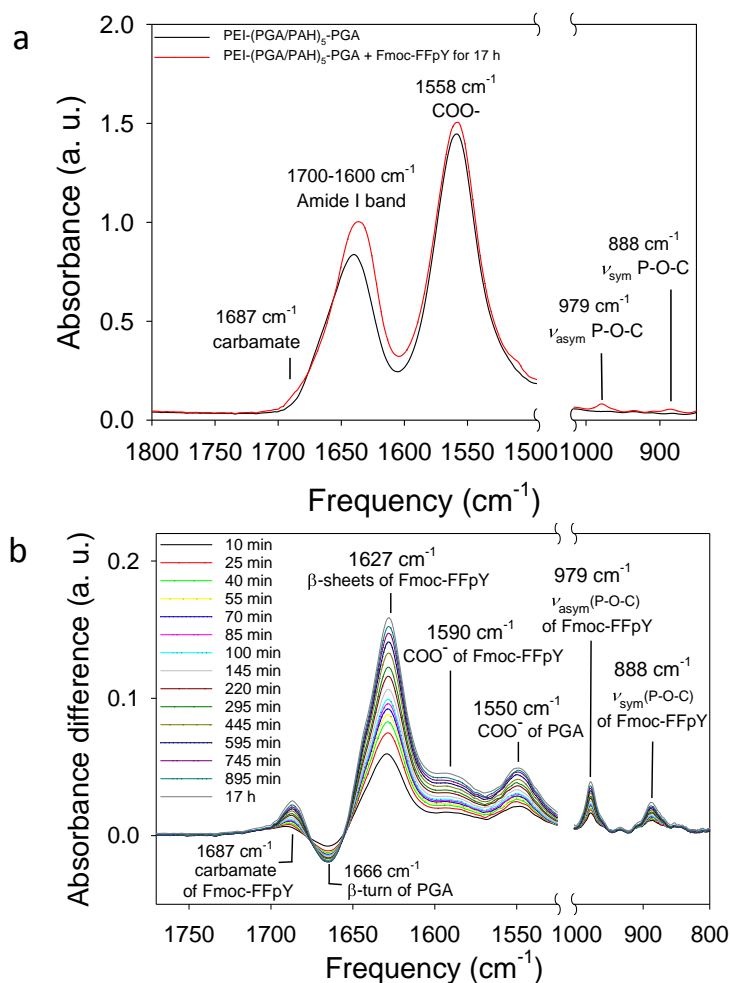 a
2.0
1.5
1.0
0.5
0.0
Absorbance (a. u.)
PEI-(PGA/PAH)5-PGA
PEI-(PGA/PAH)5-PGA + Fmoc-FFpY for 17 h
1558 cm-1
COO-
1700-1600 cm-1
Amide I band
1687 cm-1
carbamate
888 cm-1
νsym P-O-C
979 cm-1
νasym P-O-C
1800 1700 1650 1600 1550 1500 1000 900
Frequency (cm-1)
b
0.2
0.1
0.0
Absorbance difference (a. u.)
10 min
25 min
40 min
55 min
70 min
85 min
100 min
145 min
220 min
295 min
445 min
595 min
745 min
895 min
17 h
1627 cm-1
β-sheets of Fmoc-FFpY
1590 cm-1
COO- of Fmoc-FFpY
1550 cm-1
COO- of PGA
979 cm-1
νasym(P-O-C)
of Fmoc-FFpY
888 cm-1
νsym(P-O-C)
of Fmoc-FFpY
1687 cm-1
carbamate
of Fmoc-FFpY
1666 cm-1
β-turn of PGA
1750 1700 1650 1600 1550 1000 900 800
Frequency (cm-1)